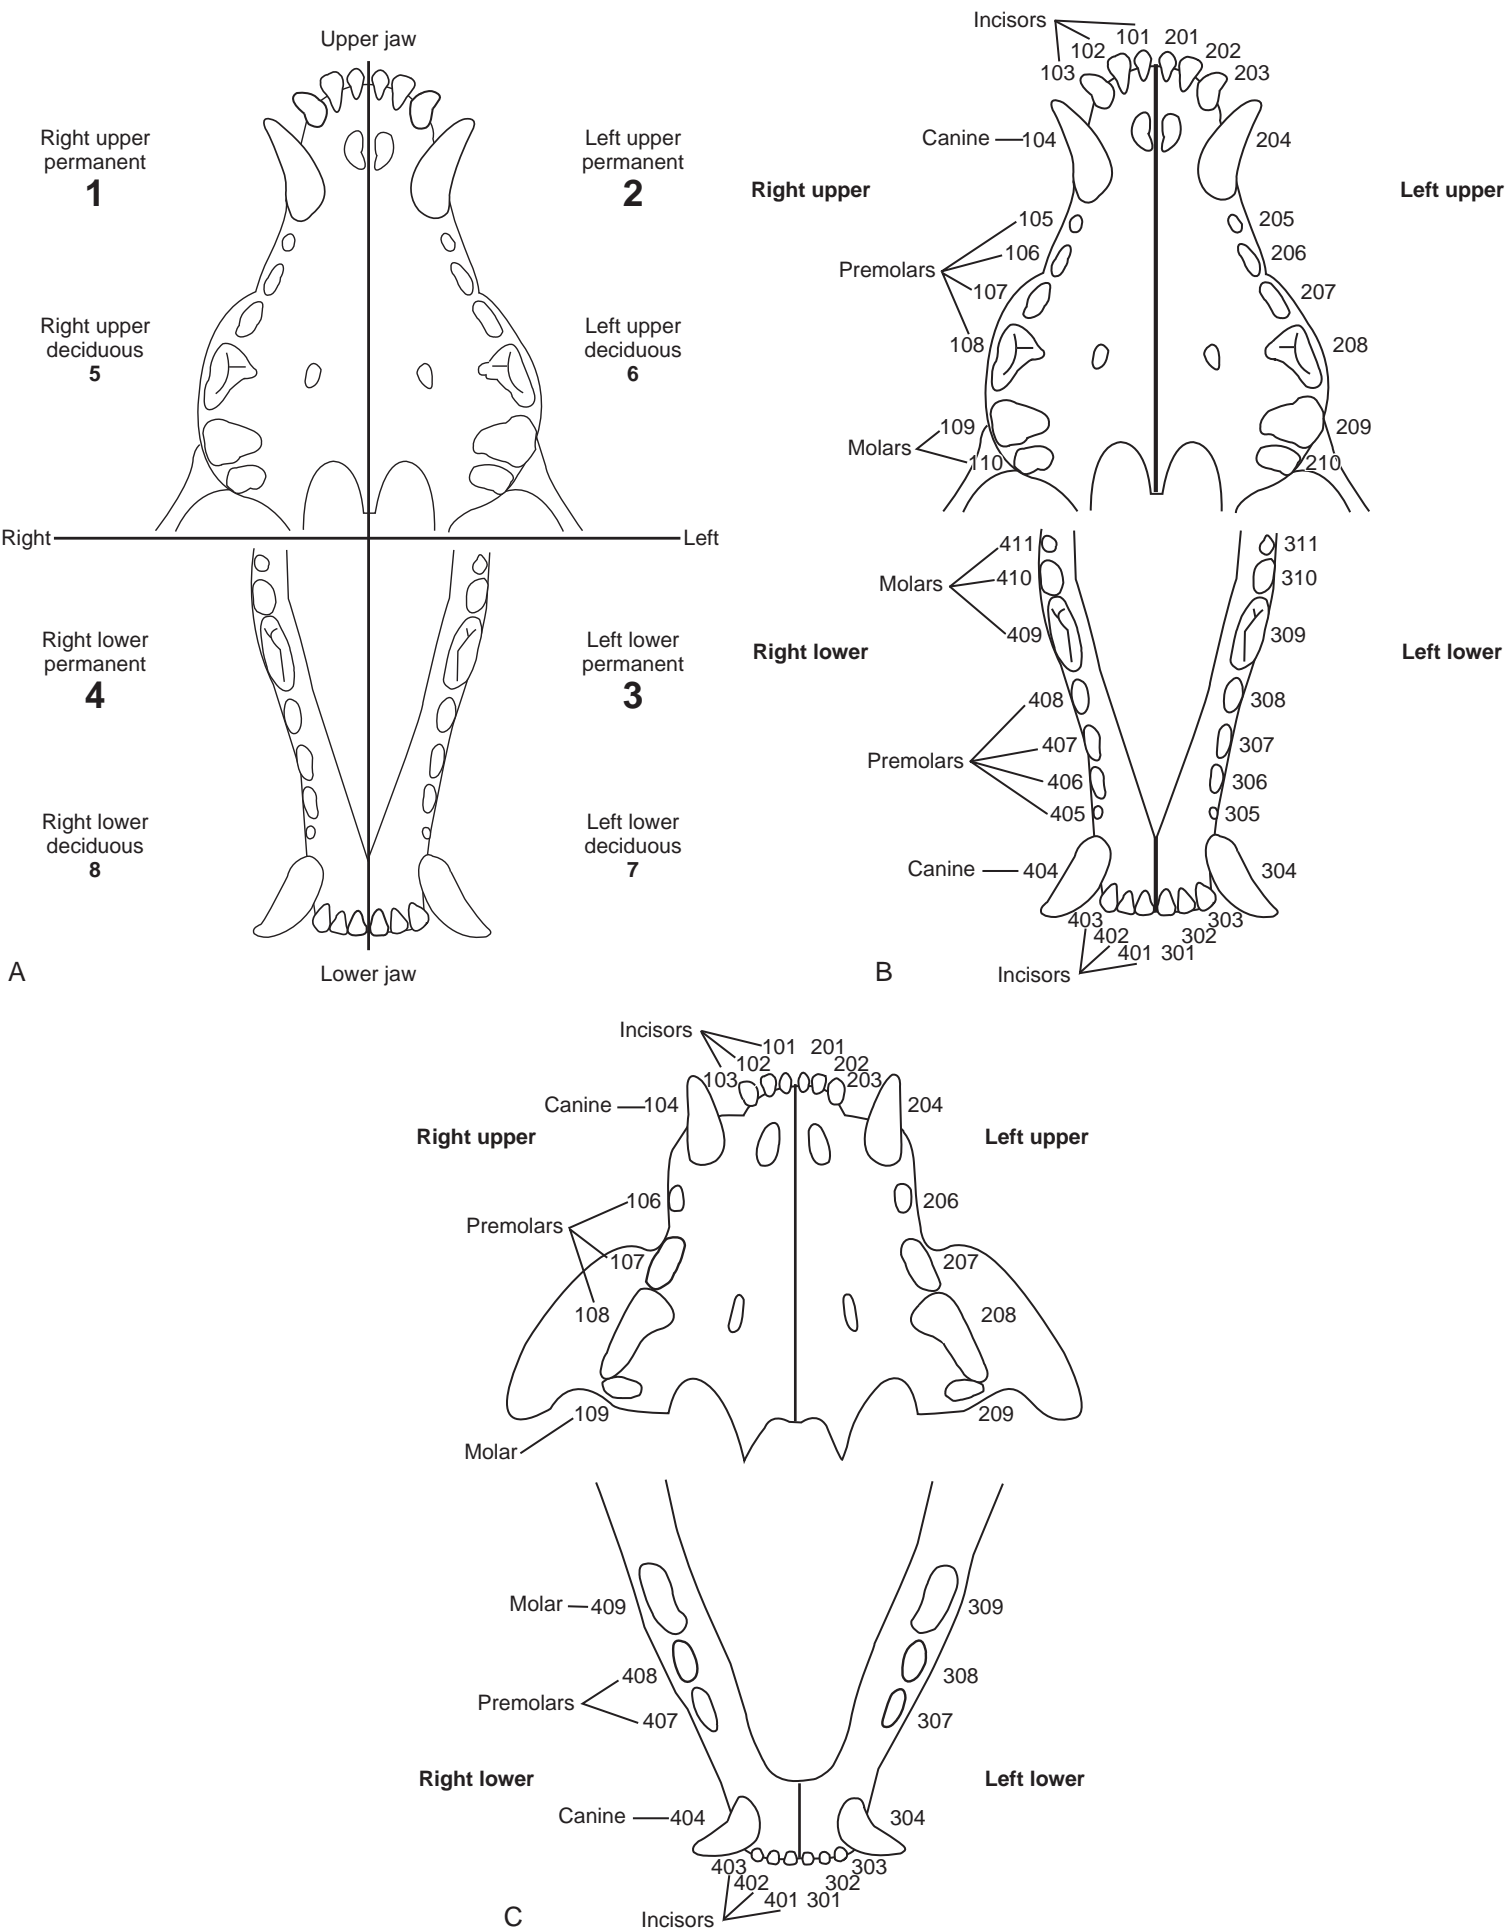 Upper jaw
Right upper
permanent
1
Left upper
permanent
2
Right upper
deciduous
5
Left upper
deciduous
6
Right
Left
Right lower
permanent
4
Left lower
permanent
3
Right lower
deciduous
8
Left lower
deciduous
7
A
Lower jaw
Incisors
101 201
102 202
103 203
Canine 104 204
Right upper
Left upper
105 205
106 206
Premolars
107 207
108 208
109 209
Molars
110 210
411 311
Molars 410 310
409 309
Right lower
Left lower
408 308
407 307
Premolars
406 306
405 305
Canine 404 304
403 303
402 302
401 301
B
Incisors
Incisors
101 201
102 202
103 203
Canine 104 204
Right upper
Left upper
106 206
Premolars
107 207
108 208
109 209
Molar
Molar 409 309
408 308
Premolars
407 307
Right lower
Left lower
Canine 404 304
403 303
402 302
401 301
C
Incisors